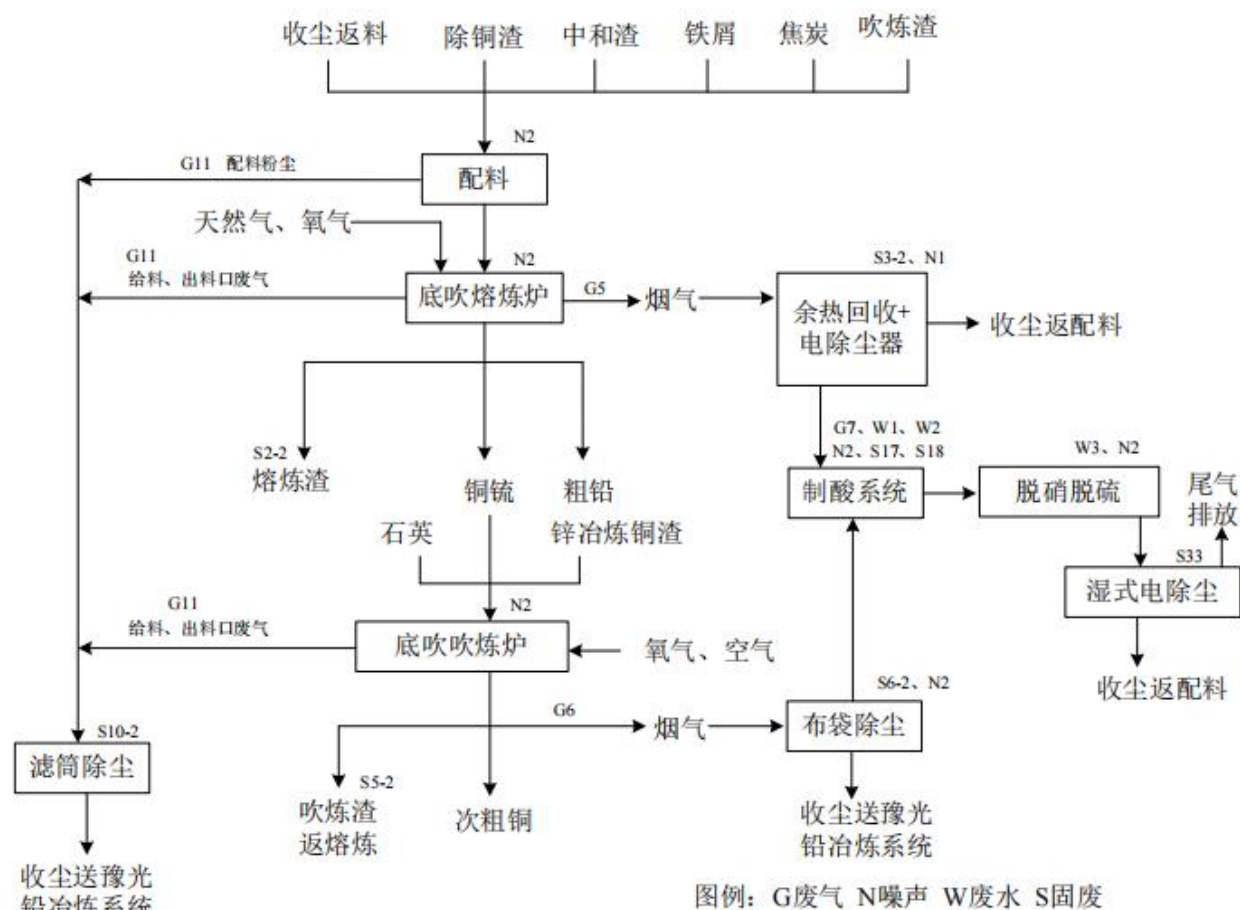 收尘返料 除铜渣 中和渣 铁屑 焦炭 吹炼渣
N2
G11 配料粉尘
配料
天然气、氧气
G11
给料、出料口废气
N2
底吹熔炼炉
G5
烟气
S3-2、N1
余热回收+
电除尘器
收尘返配料
S2-2
熔炼渣
铜锍
粗铅
G7、W1、W2
N2、S17、S18
制酸系统
W3、N2
脱硝脱硫
尾气
排放
石英
锌冶炼铜渣
S33
湿式电除尘
收尘返配料
G11
给料、出料口废气
N2
底吹吹炼炉
氧气、空气
S6-2、N2
G6
烟气
布袋除尘
S10-2
滤筒除尘
S5-2
吹炼渣
返熔炼
次粗铜
收尘送豫光
铅冶炼系统
收尘送豫光
铅冶炼系统
图例：G废气 N噪声 W废水 S固废